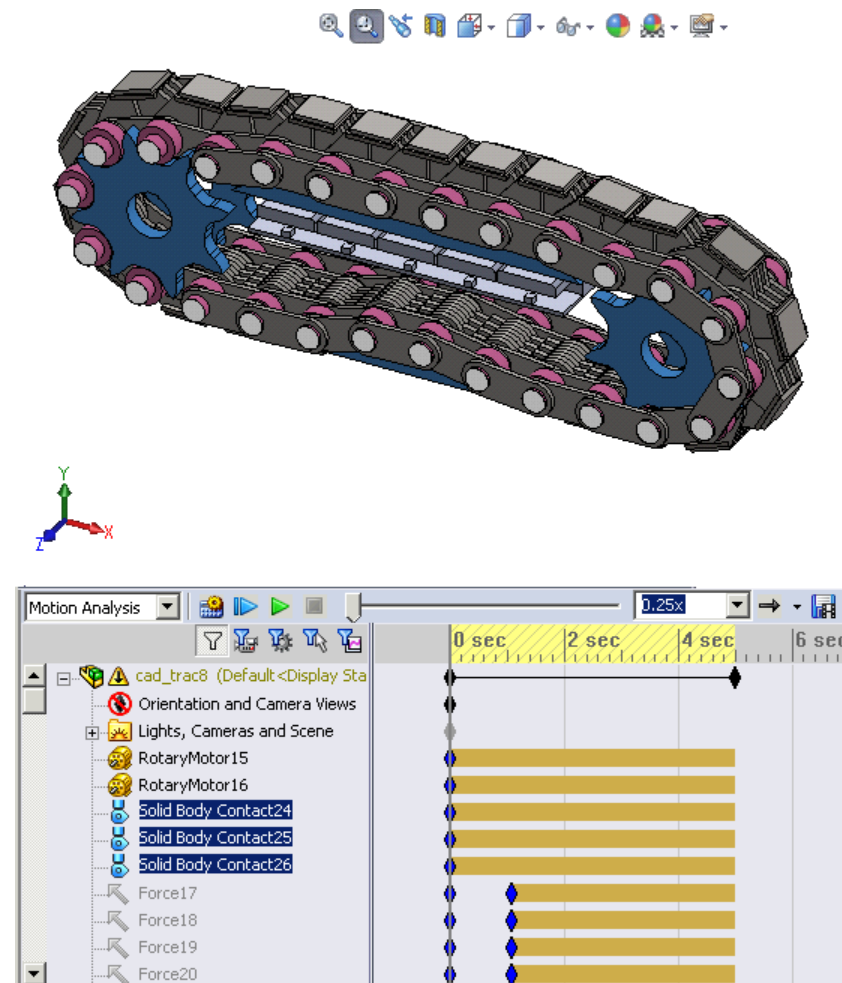 Y
X
Z
Motion Analysis 0.25x
0 sec 2 sec 4 sec 6 sec
cad_trac8 (Default<Display Sta
Orientation and Camera Views
Lights, Cameras and Scene
RotaryMotor15
RotaryMotor16
Solid Body Contact24
Solid Body Contact25
Solid Body Contact26
Force17
Force18
Force19
Force20